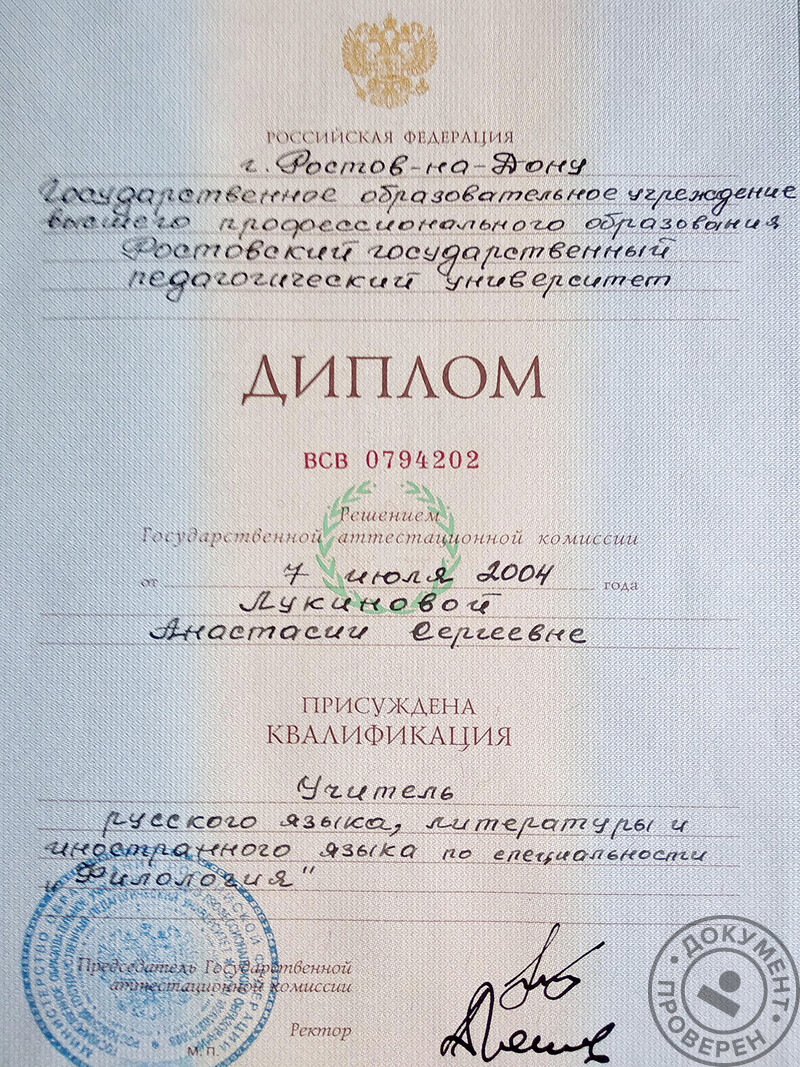 РОССИЙСКАЯ ФЕДЕРАЦИЯ
г. Ростов-на-Дону
Государственное образовательное учреждение
высшего профессионального образования
Ростовский государственный
педагогический университет
ДИПЛОМ
ВСВ 0794202
Решением
Государственной аттестационной комиссии
от 7 июля 2004 года
Лукиновой
Анастасии Сергеевне
ПРИСУЖДЕНА
КВАЛИФИКАЦИЯ
Учитель
русского языка, литературы и
иностранного языка по специальности
„Филология"
Председатель Государственной
аттестационной комиссии
Ректор
М.П.
ДОКУМЕНТ
ПРОВЕРЕН